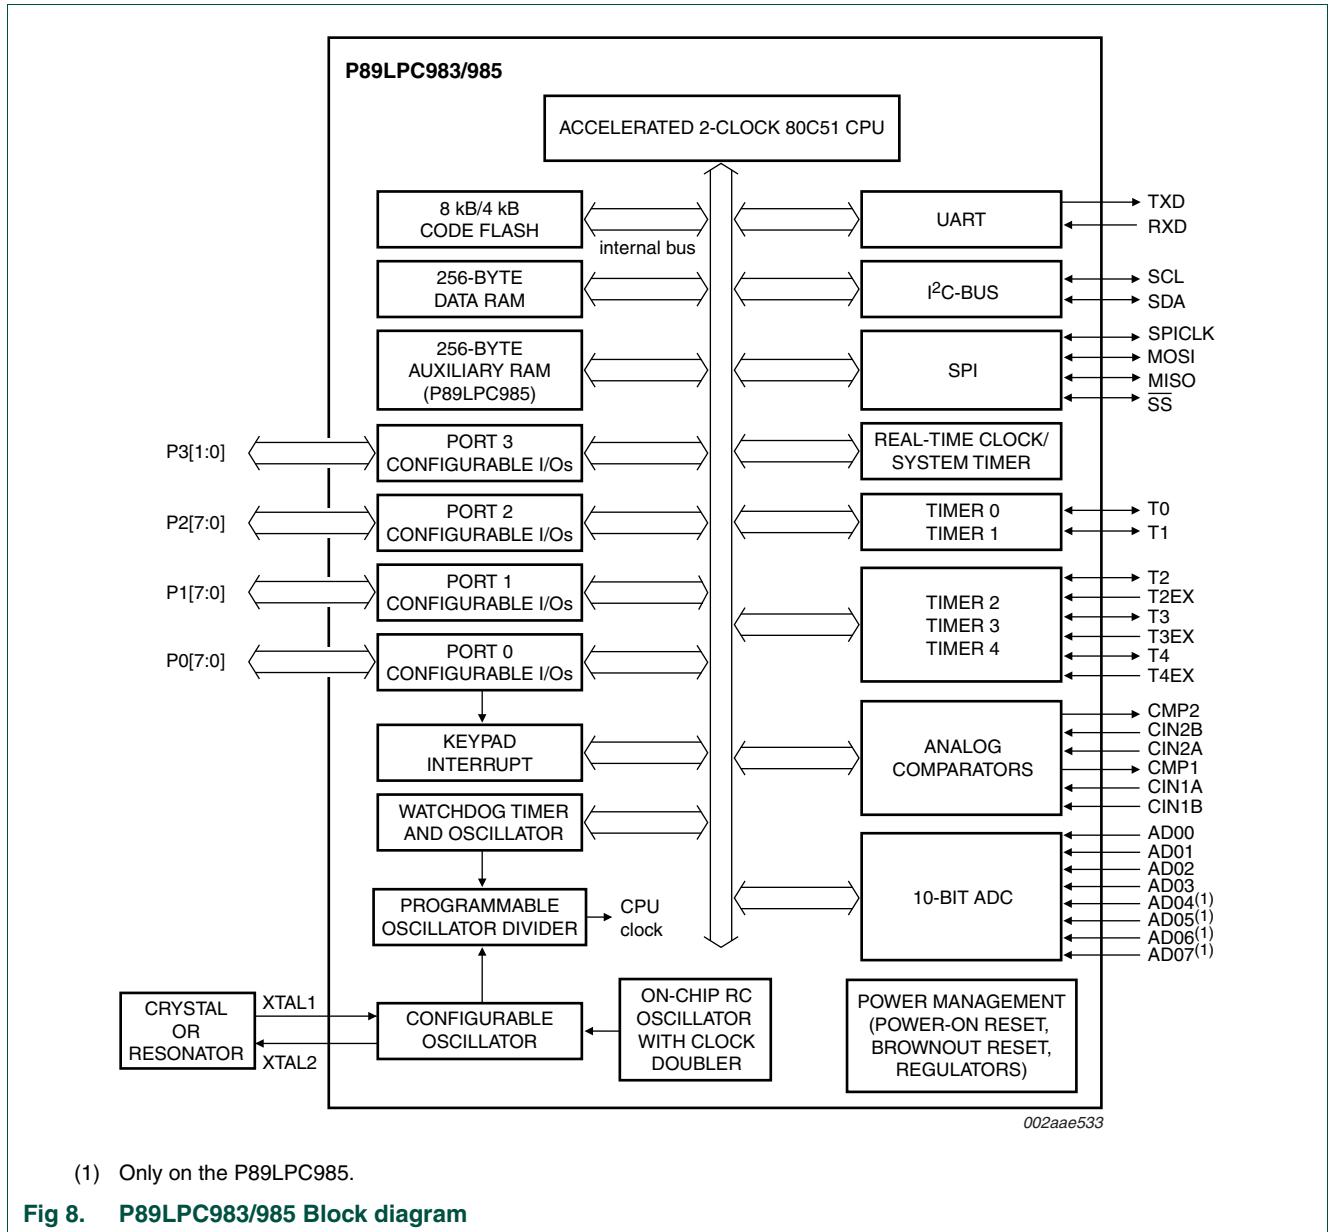 P89LPC983/985
ACCELERATED 2-CLOCK 80C51 CPU
8 kB/4 kB
CODE FLASH
internal bus
256-BYTE
DATA RAM
256-BYTE
AUXILIARY RAM
(P89LPC985)
P3[1:0]
PORT 3
CONFIGURABLE I/Os
P2[7:0]
PORT 2
CONFIGURABLE I/Os
P1[7:0]
PORT 1
CONFIGURABLE I/Os
P0[7:0]
PORT 0
CONFIGURABLE I/Os
KEYPAD
INTERRUPT
WATCHDOG TIMER
AND OSCILLATOR
PROGRAMMABLE
OSCILLATOR DIVIDER
CPU
clock
CRYSTAL
OR
RESONATOR
XTAL1
XTAL2
CONFIGURABLE
OSCILLATOR
ON-CHIP RC
OSCILLATOR
WITH CLOCK
DOUBLER
UART
TXD
RXD
I²C-BUS
SCL
SDA
SPI
SPICLK
MOSI
MISO
S̅S̅
REAL-TIME CLOCK/
SYSTEM TIMER
TIMER 0
TIMER 1
T0
T1
TIMER 2
TIMER 3
TIMER 4
T2
T2EX
T3
T3EX
T4
T4EX
ANALOG
COMPARATORS
CMP2
CIN2B
CIN2A
CMP1
CIN1A
CIN1B
10-BIT ADC
AD00
AD01
AD02
AD03
AD04(1)
AD05(1)
AD06(1)
AD07(1)
POWER MANAGEMENT
(POWER-ON RESET,
BROWNOUT RESET,
REGULATORS)
002aae533
(1) Only on the P89LPC985.
Fig 8. P89LPC983/985 Block diagram